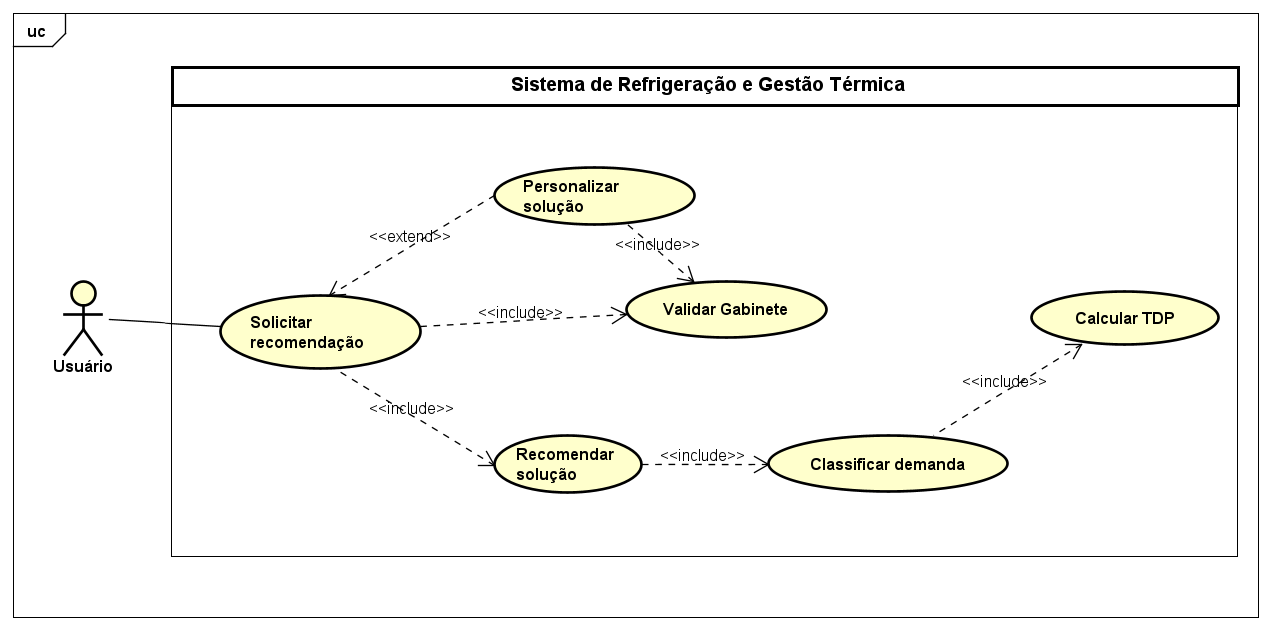 uc
Sistema de Refrigeração e Gestão Térmica
Personalizar
solução
<<extend>>
<<include>>
Solicitar
recomendação
<<include>>
Validar Gabinete
Calcular TDP
Usuário
<<include>>
<<include>>
Recomendar
solução
<<include>>
Classificar demanda